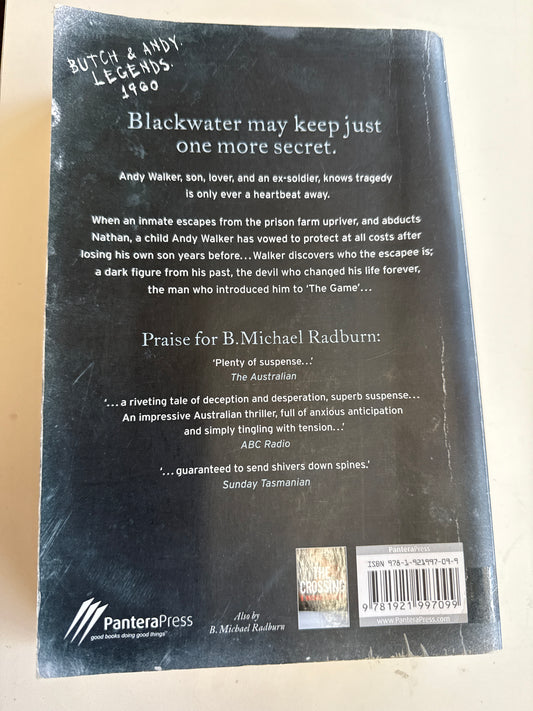 BUTCH & ANDY.
LEGENDS.
1960
Blackwater may keep just
one more secret.
Andy Walker, son, lover, and an ex-soldier, knows tragedy
is only ever a heartbeat away.
When an inmate escapes from the prison farm upriver, and abducts
Nathan, a child Andy Walker has vowed to protect at all costs after
losing his own son years before...Walker discovers who the escapee is;
a dark figure from his past, the devil who changed his life forever,
the man who introduced him to 'The Game'...
Praise for B.Michael Radburn:
'Plenty of suspense...'
The Australian
'...a riveting tale of deception and desperation, superb suspense...
An impressive Australian thriller, full of anxious anticipation
and simply tingling with tension...'
ABC Radio
'...guaranteed to send shivers down spines.'
Sunday Tasmanian
PanteraPress
good books doing good things™
Also by
B. Michael Radburn
THE
CROSSING
PanteraPress
ISBN 978-1-921997-09-9
9 781921 997099
www.PanteraPress.com